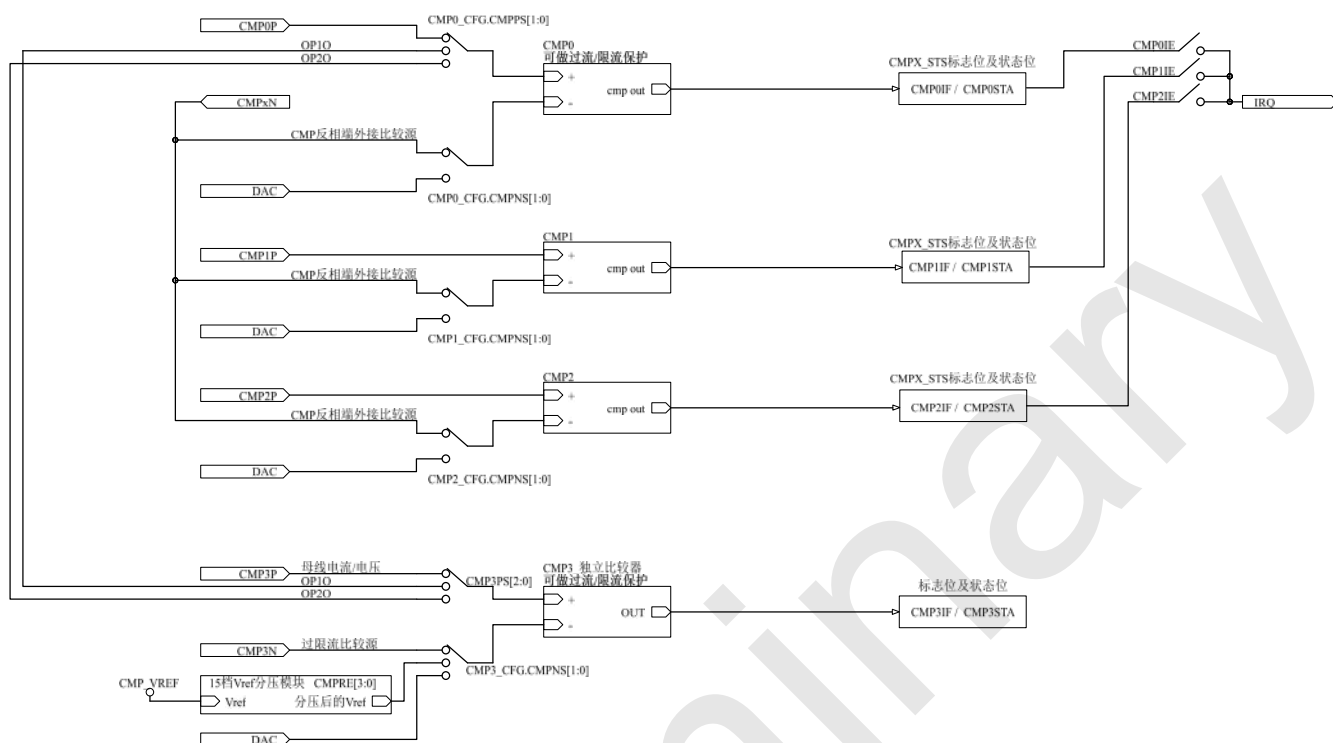 CMP0_CFG.CMPPS[1:0]
CMP0P
OP1O
OP2O
CMP0
可做过流/限流保护
+
cmp out
-
CMPX_STS标志位及状态位
CMP0IF / CMP0STA
CMP0IE
CMP1IE
CMP2IE
IRQ
CMPxN
CMP反相端外接比较源
DAC
CMP0_CFG.CMPNS[1:0]
CMP1
CMP1P
+
cmp out
-
CMPX_STS标志位及状态位
CMP1IF / CMP1STA
CMP反相端外接比较源
DAC
CMP1_CFG.CMPNS[1:0]
CMP2
CMP2P
+
cmp out
-
CMPX_STS标志位及状态位
CMP2IF / CMP2STA
CMP反相端外接比较源
DAC
CMP2_CFG.CMPNS[1:0]
CMP3P
母线电流/电压
OP1O
OP2O
CMP3PS[2:0]
CMP3 独立比较器
可做过流/限流保护
+
OUT
-
标志位及状态位
CMP3IF / CMP3STA
CMP3N
过限流比较源
CMP3_CFG.CMPNS[1:0]
CMP_VREF
15档Vref分压模块 CMPRE[3:0]
Vref
分压后的Vref
DAC
inary